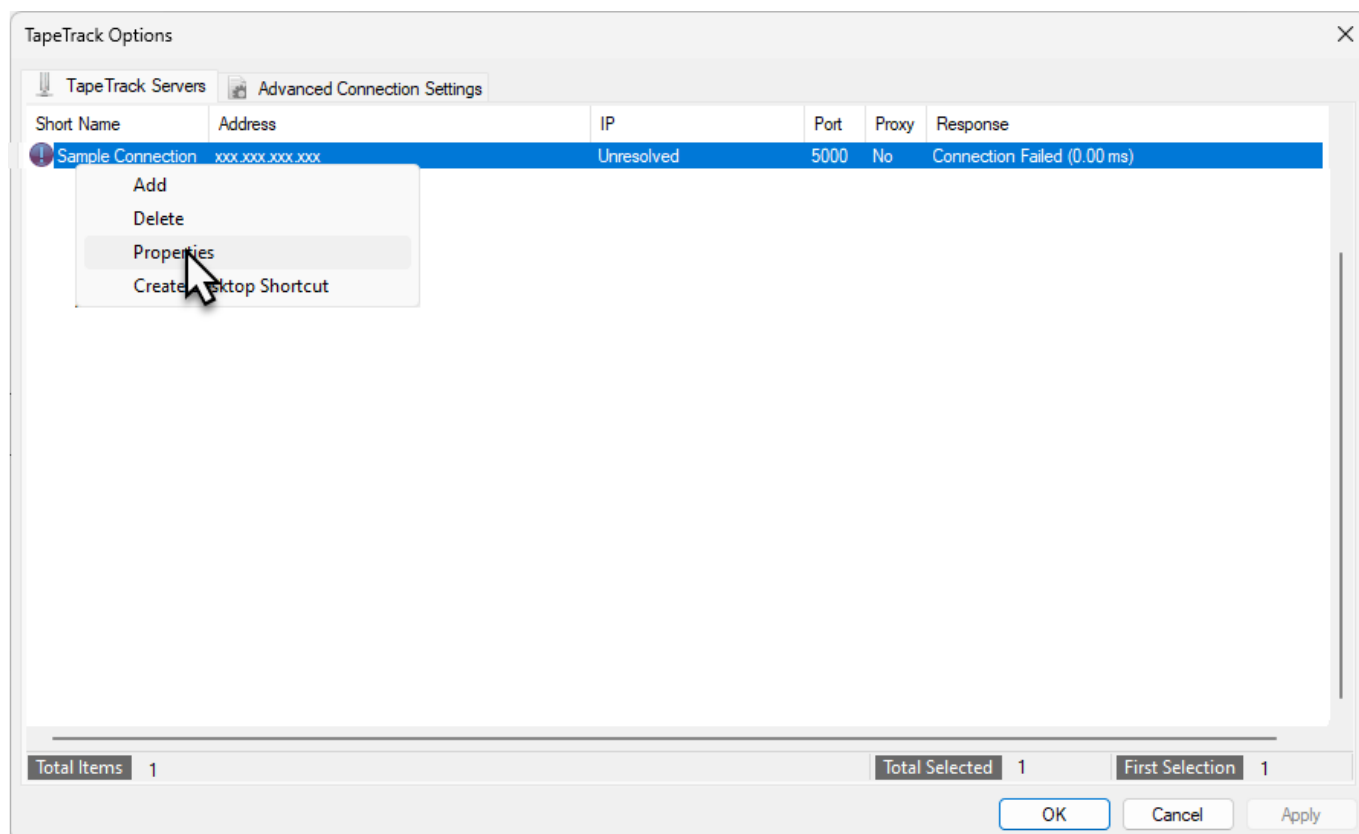 TapeTrack Options
TapeTrack Servers Advanced Connection Settings
Short Name Address IP Port Proxy Response
Sample Connection xxx.xxx.xxx.xxx Unresolved 5000 No Connection Failed (0.00 ms)
Add
Delete
Properties
Create sktop Shortcut
Total Items 1 Total Selected 1 First Selection 1
OK Cancel Apply